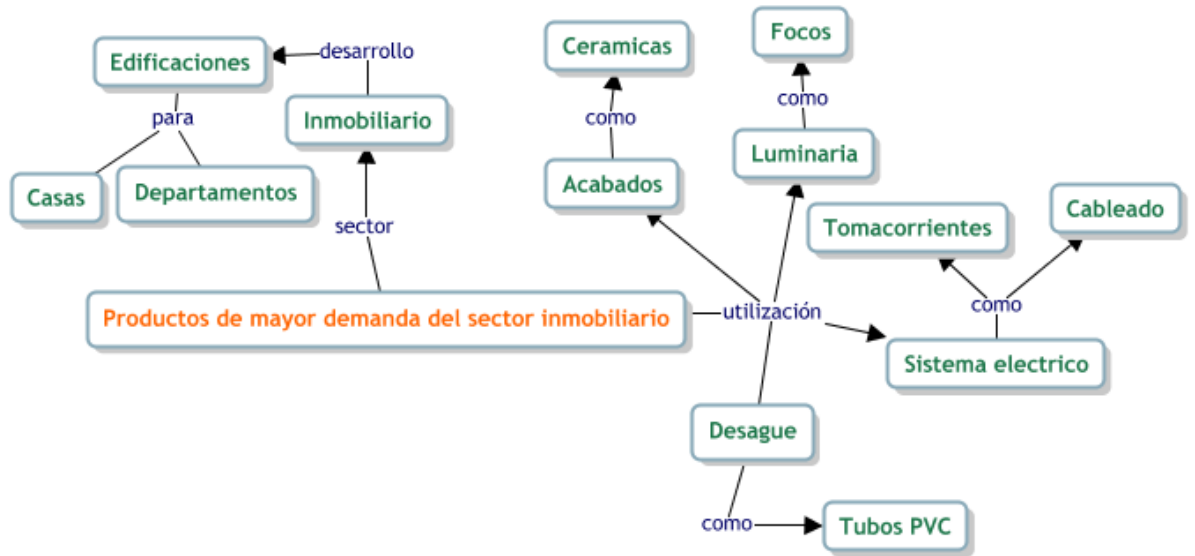 Focos
Ceramicas
desarrollo
Edificaciones
como
como
para
Inmobiliario
Luminaria
Casas
Departamentos
Acabados
Cableado
sector
Tomacorrientes
como
Productos de mayor demanda del sector inmobiliario
utilización
Sistema electrico
Desague
como
Tubos PVC